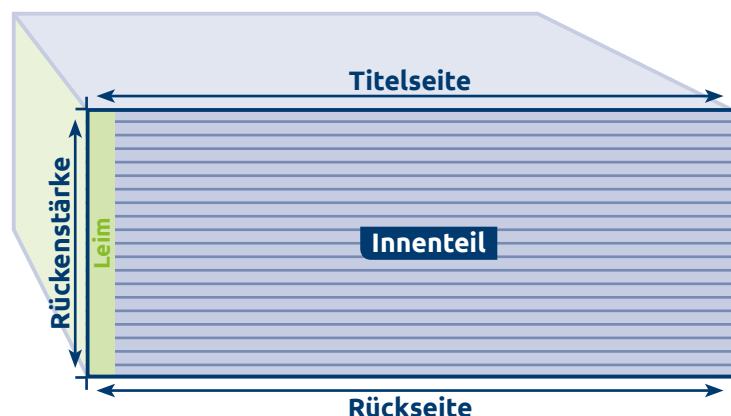 Titelseite
Rückenstärke
Leim
Innenteil
Rückseite